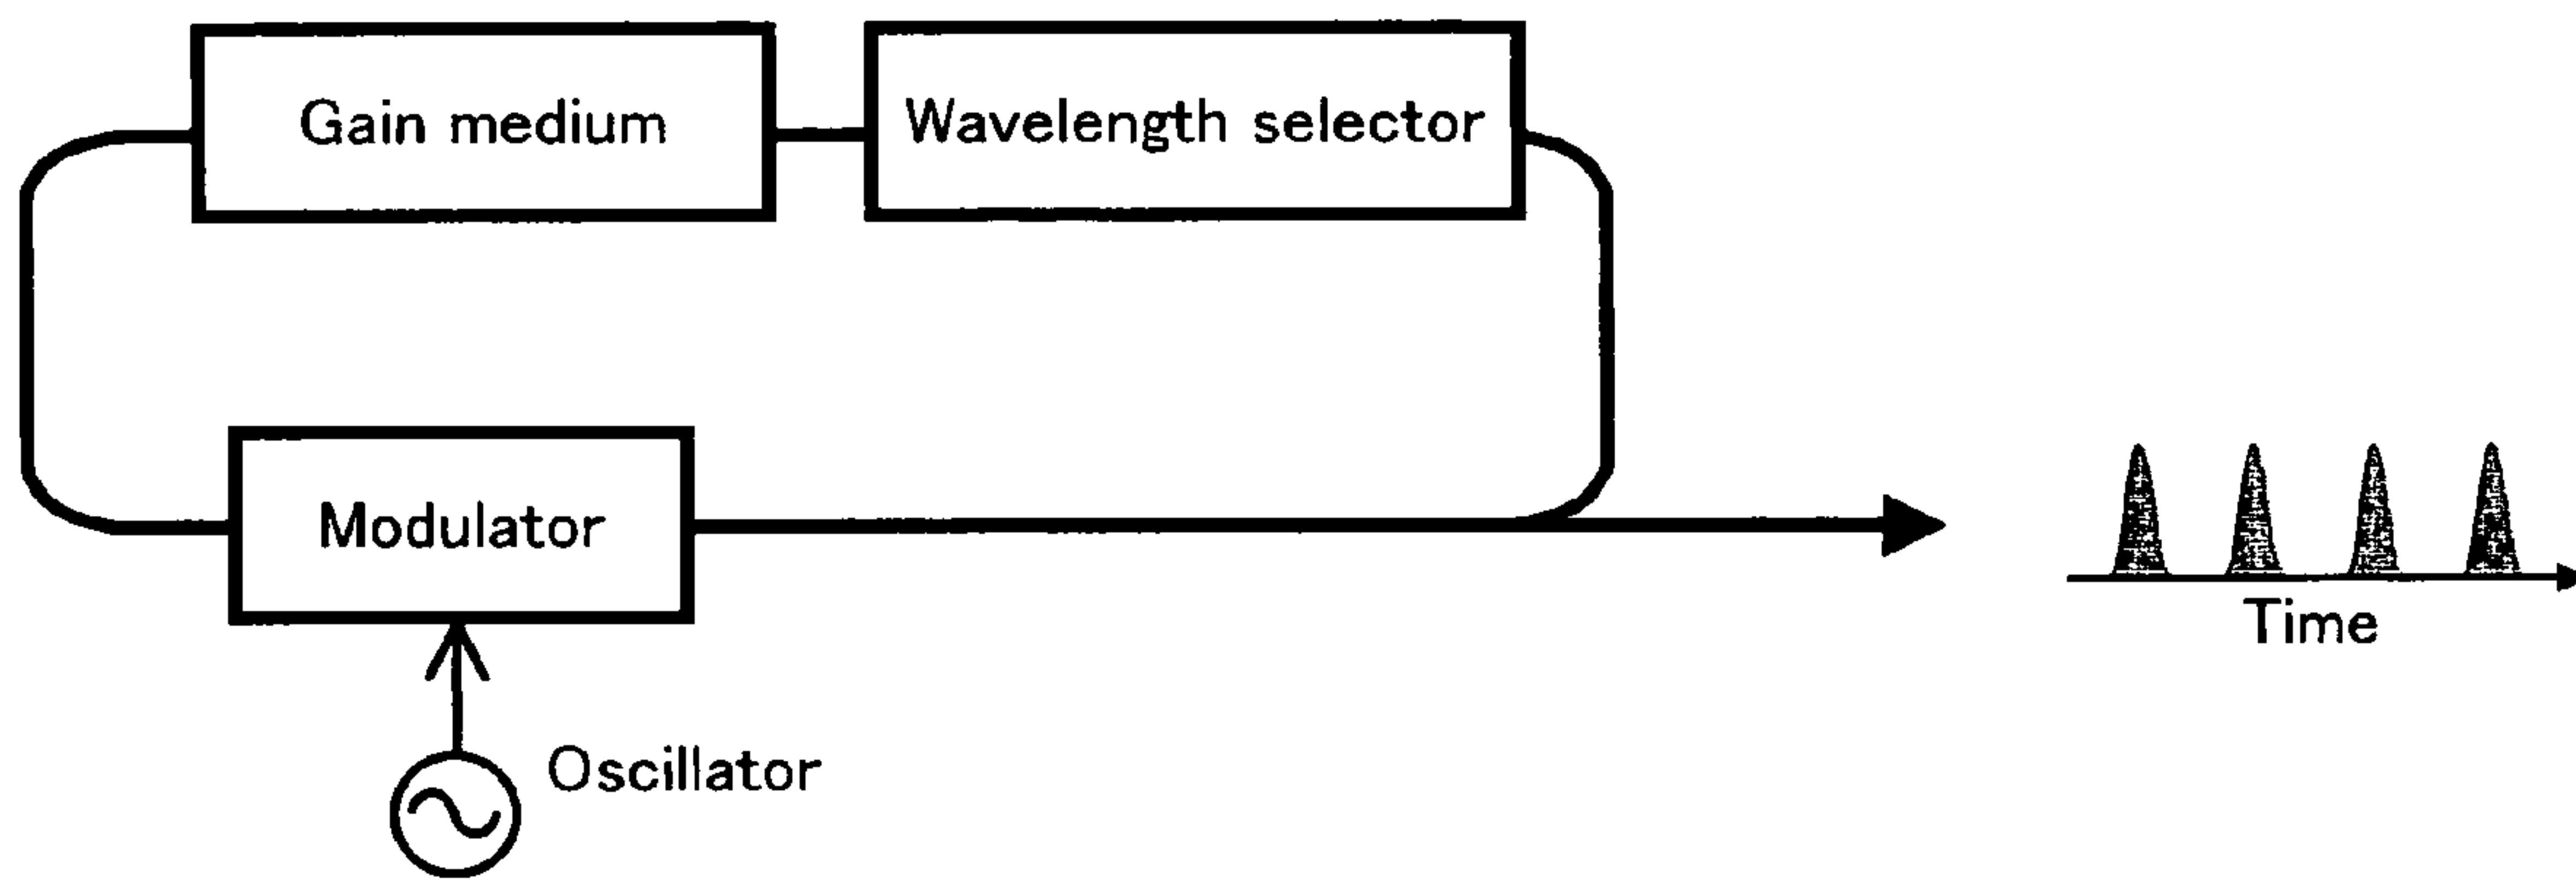 Gain medium
Wavelength selector
Modulator
Time
Oscillator